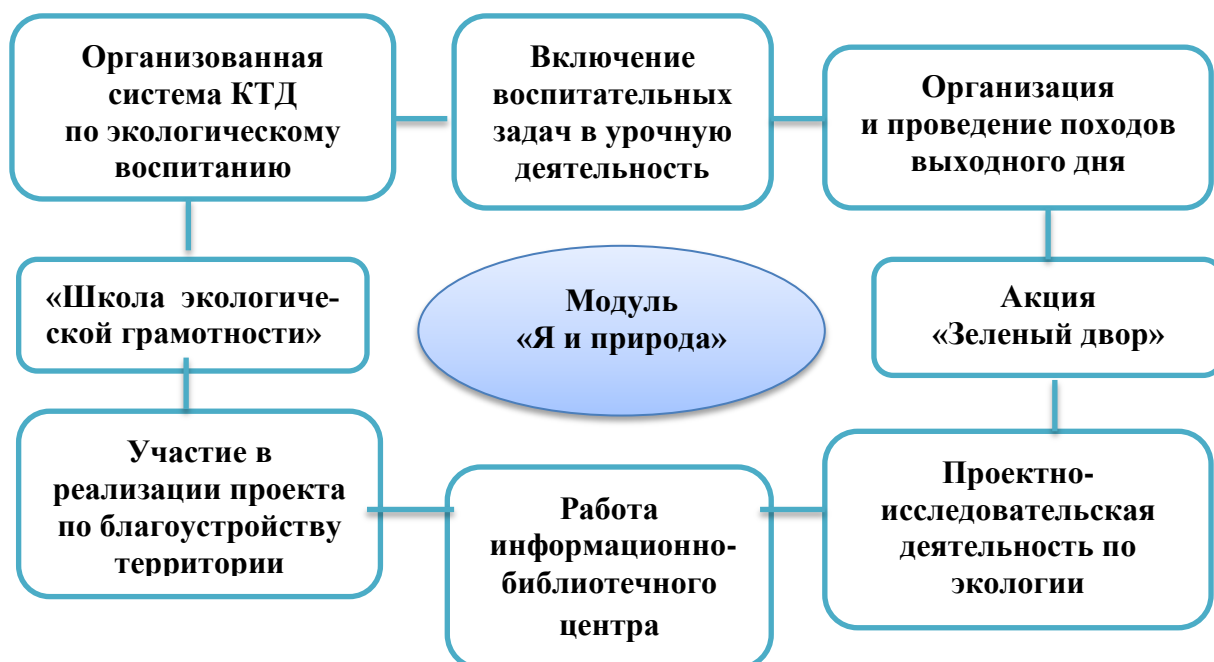 Организованная
система КТД
по экологическому
воспитанию
Включение
воспитательных
задач в урочную
деятельность
Организация
и проведение походов
выходного дня
«Школа экологиче-
ской грамотности»
Модуль
«Я и природа»
Акция
«Зеленый двор»
Участие в
реализации проекта
по благоустройству
территории
Работа
информационно-
библиотечного
центра
Проектно-
исследовательская
деятельность по
экологии